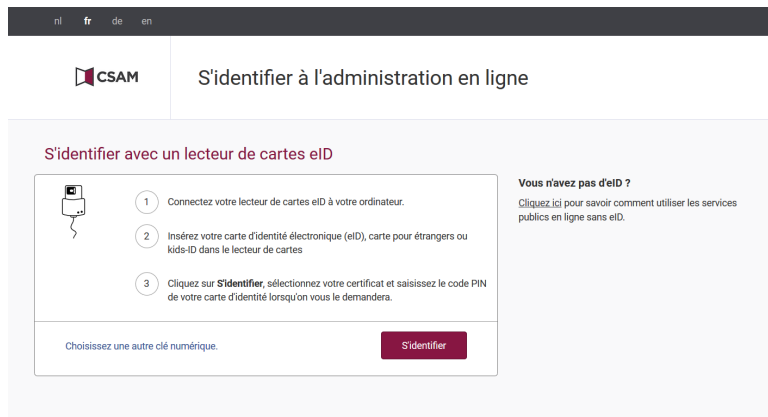 nl fr de en
CSAM
S'identifier à l'administration en ligne
S'identifier avec un lecteur de cartes eID
1 Connectez votre lecteur de cartes eID à votre ordinateur.
2 Insérez votre carte d'identité électronique (eID), carte pour étrangers ou
kids-ID dans le lecteur de cartes
3 Cliquez sur S'identifier, sélectionnez votre certificat et saisissez le code PIN
de votre carte d'identité lorsqu'on vous le demandera.
Choisissez une autre clé numérique.
S'identifier
Vous n'avez pas d'eID ?
Cliquez ici pour savoir comment utiliser les services
publics en ligne sans eID.